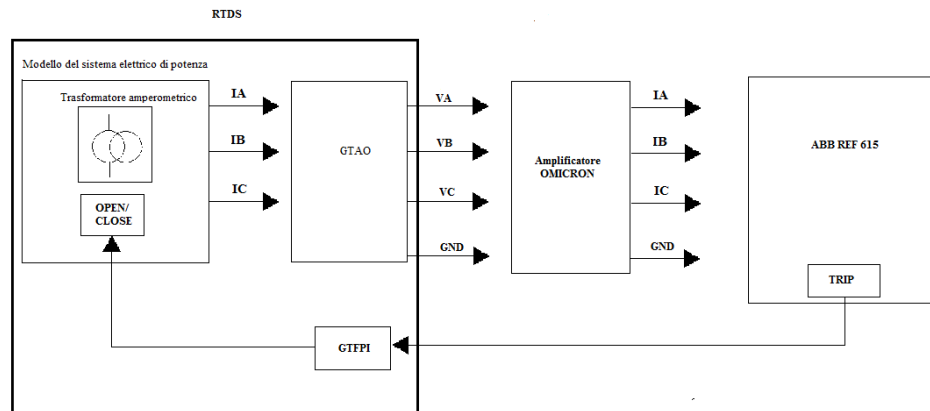 RTDS
Modello del sistema elettrico di potenza
Trasformatore amperometrico
OPEN/
CLOSE
IA
IB
IC
GTAO
VA
VB
VC
GND
Amplificatore
OMICRON
IA
IB
IC
GND
ABB REF 615
TRIP
GTFPI